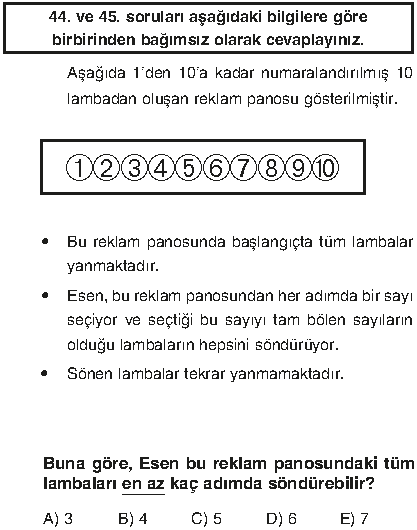 44. ve 45. soruları aşağıdaki bilgilere göre
birbirinden bağımsız olarak cevaplayınız.
Aşağıda 1'den 10'a kadar numaralandırılmış 10
lambadan oluşan reklam panosu gösterilmiştir.
①②③④⑤⑥⑦⑧⑨⑩
• Bu reklam panosunda başlangıçta tüm lambalar
yanmaktadır.
• Esen, bu reklam panosundan her adımda bir sayı
seçiyor ve seçtiği bu sayıyı tam bölen sayıların
olduğu lambaların hepsini söndürüyor.
• Sönen lambalar tekrar yanmamaktadır.
Buna göre, Esen bu reklam panosundaki tüm
lambaları en az kaç adımda söndürebilir?
A) 3 B) 4 C) 5 D) 6 E) 7